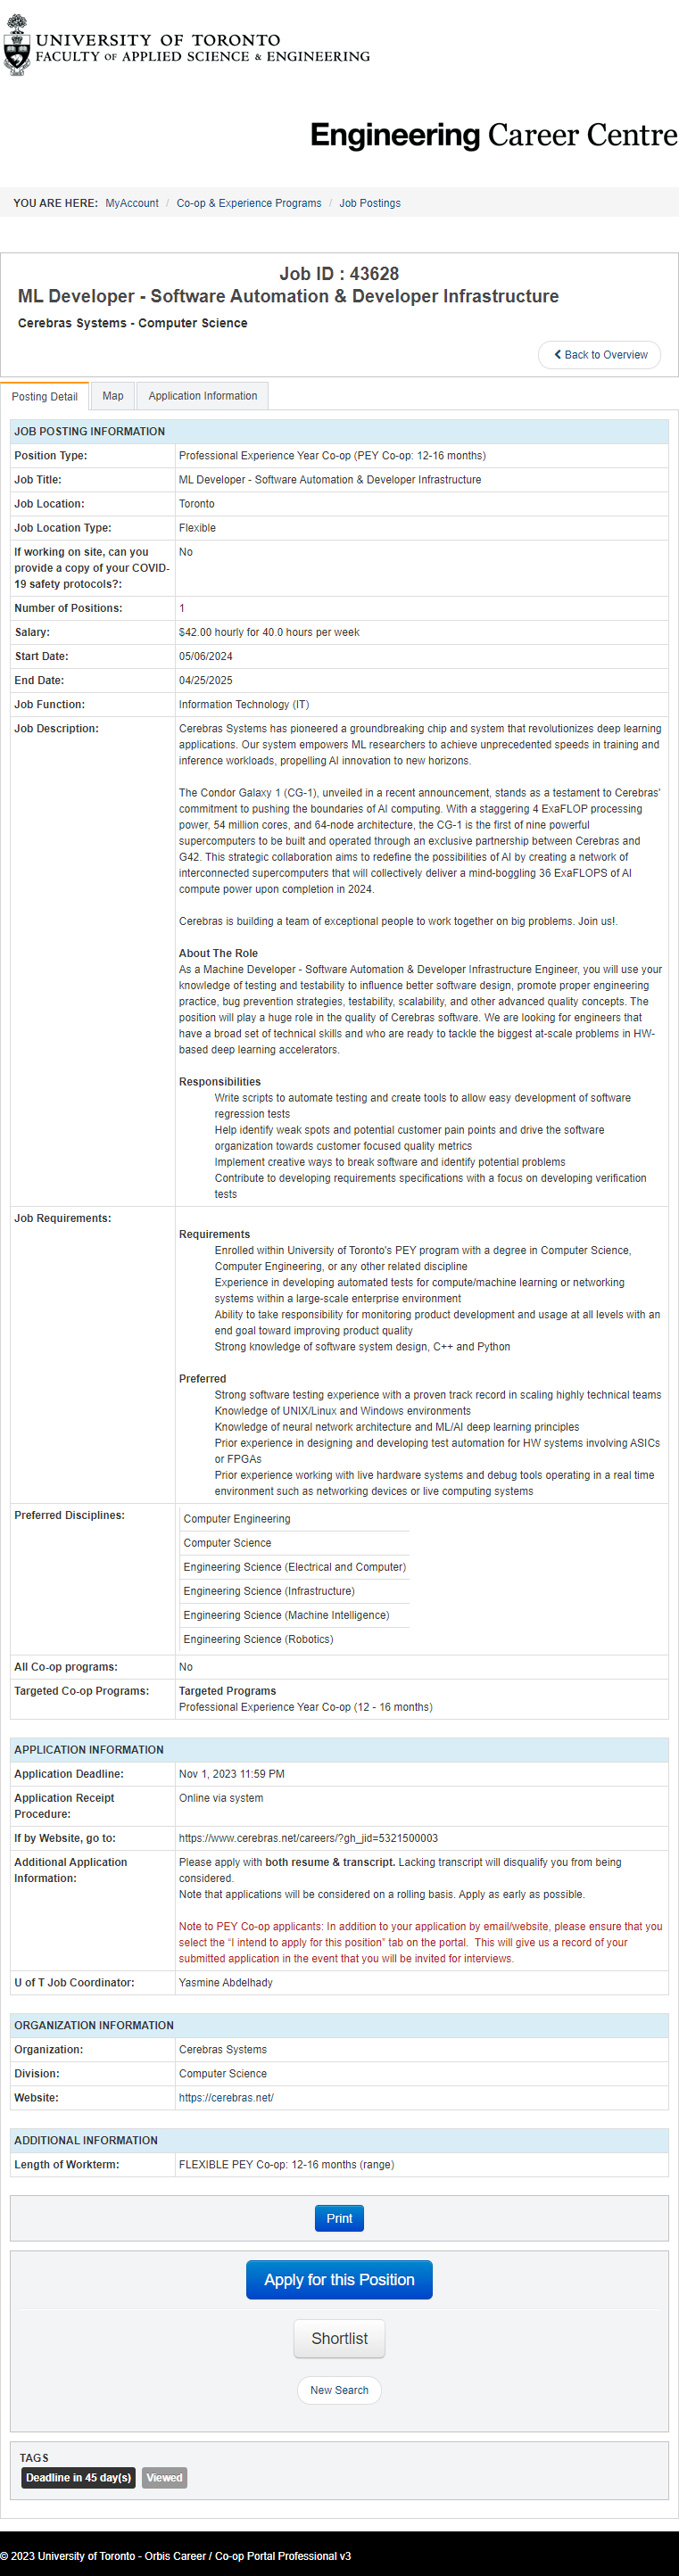 UNIVERSITY OF TORONTO
FACULTY OF APPLIED SCIENCE & ENGINEERING
Engineering Career Centre
YOU ARE HERE: MyAccount / Co-op & Experience Programs / Job Postings
Job ID : 43628
ML Developer - Software Automation & Developer Infrastructure
Cerebras Systems - Computer Science
Back to Overview
Posting Detail Map Application Information
JOB POSTING INFORMATION
Position Type: Professional Experience Year Co-op (PEY Co-op: 12-16 months)
Job Title: ML Developer - Software Automation & Developer Infrastructure
Job Location: Toronto
Job Location Type: Flexible
If working on site, can you No
provide a copy of your COVID-
19 safety protocols?:
Number of Positions: 1
Salary: $42.00 hourly for 40.0 hours per week
Start Date: 05/06/2024
End Date: 04/25/2025
Job Function: Information Technology (IT)
Job Description: Cerebras Systems has pioneered a groundbreaking chip and system that revolutionizes deep learning
applications. Our system empowers ML researchers to achieve unprecedented speeds in training and
inference workloads, propelling AI innovation to new horizons.
The Condor Galaxy 1 (CG-1), unveiled in a recent announcement, stands as a testament to Cerebras'
commitment to pushing the boundaries of AI computing. With a staggering 4 ExaFLOP processing
power, 54 million cores, and 64-node architecture, the CG-1 is the first of nine powerful
supercomputers to be built and operated through an exclusive partnership between Cerebras and
G42. This strategic collaboration aims to redefine the possibilities of AI by creating a network of
interconnected supercomputers that will collectively deliver a mind-boggling 36 ExaFLOPS of AI
compute power upon completion in 2024.
Cerebras is building a team of exceptional people to work together on big problems. Join us!.
About The Role
As a Machine Developer - Software Automation & Developer Infrastructure Engineer, you will use your
knowledge of testing and testability to influence better software design, promote proper engineering
practice, bug prevention strategies, testability, scalability, and other advanced quality concepts. The
position will play a huge role in the quality of Cerebras software. We are looking for engineers that
have a broad set of technical skills and who are ready to tackle the biggest at-scale problems in HW-
based deep learning accelerators.
Responsibilities
Write scripts to automate testing and create tools to allow easy development of software
regression tests
Help identify weak spots and potential customer pain points and drive the software
organization towards customer focused quality metrics
Implement creative ways to break software and identify potential problems
Contribute to developing requirements specifications with a focus on developing verification
tests
Job Requirements:
Requirements
Enrolled within University of Toronto's PEY program with a degree in Computer Science,
Computer Engineering, or any other related discipline
Experience in developing automated tests for compute/machine learning or networking
systems within a large-scale enterprise environment
Ability to take responsibility for monitoring product development and usage at all levels with an
end goal toward improving product quality
Strong knowledge of software system design, C++ and Python
Preferred
Strong software testing experience with a proven track record in scaling highly technical teams
Knowledge of UNIX/Linux and Windows environments
Knowledge of neural network architecture and ML/AI deep learning principles
Prior experience in designing and developing test automation for HW systems involving ASICs
or FPGAs
Prior experience working with live hardware systems and debug tools operating in a real time
environment such as networking devices or live computing systems
Preferred Disciplines: Computer Engineering
Computer Science
Engineering Science (Electrical and Computer)
Engineering Science (Infrastructure)
Engineering Science (Machine Intelligence)
Engineering Science (Robotics)
All Co-op programs: No
Targeted Co-op Programs: Targeted Programs
Professional Experience Year Co-op (12 - 16 months)
APPLICATION INFORMATION
Application Deadline: Nov 1, 2023 11:59 PM
Application Receipt Online via system
Procedure:
If by Website, go to: https://www.cerebras.net/careers/?gh_jid=5321500003
Additional Application Please apply with both resume & transcript. Lacking transcript will disqualify you from being
Information: considered.
Note that applications will be considered on a rolling basis. Apply as early as possible.
Note to PEY Co-op applicants: In addition to your application by email/website, please ensure that you
select the “I intend to apply for this position” tab on the portal. This will give us a record of your
submitted application in the event that you will be invited for interviews.
U of T Job Coordinator: Yasmine Abdelhady
ORGANIZATION INFORMATION
Organization: Cerebras Systems
Division: Computer Science
Website: https://cerebras.net/
ADDITIONAL INFORMATION
Length of Workterm: FLEXIBLE PEY Co-op: 12-16 months (range)
Print
Apply for this Position
Shortlist
New Search
TAGS
Deadline in 45 day(s) Viewed
© 2023 University of Toronto - Orbis Career / Co-op Portal Professional v3